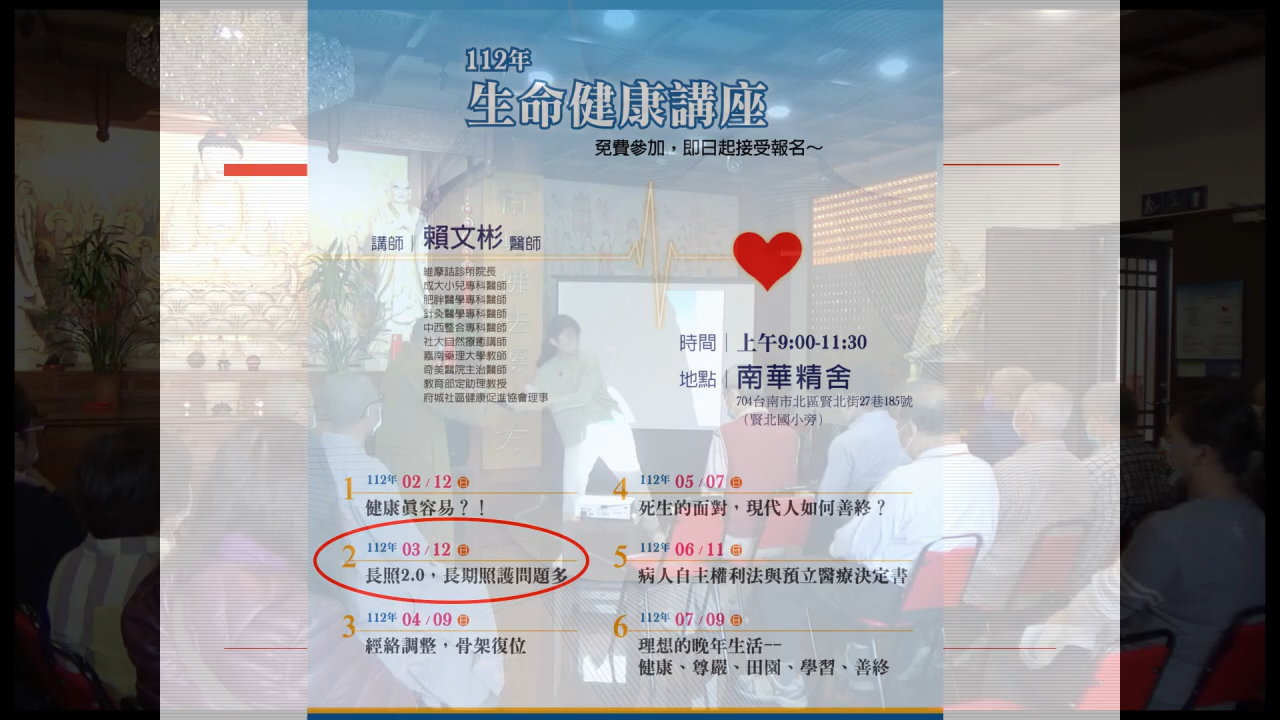 112年
生命健康講座
免費參加，即日起接受報名～
講師｜賴文彬 醫師
維摩詰診所院長
成大小兒專科醫師
肥胖醫學專科醫師
針灸醫學專科醫師
中西整合專科醫師
社大自然療癒講師
嘉南藥理大學教師
奇美醫院主治醫師
教育部定助理教授
府城社區健康促進協會理事
時間｜上午9:00-11:30
地點｜南華精舍
704台南市北區賢北街27巷185號
（賢北國小旁）
1 112年 02/12 日
健康真容易？！
2 112年 03/12 日
長照2.0，長期照護問題多
3 112年 04/09 日
經絡調整，骨架復位
4 112年 05/07 日
死生的面對，現代人如何善終？
5 112年 06/11 日
病人自主權利法與預立醫療決定書
6 112年 07/09 日
理想的晚年生活--
健康、尊嚴、田園、學習、善終